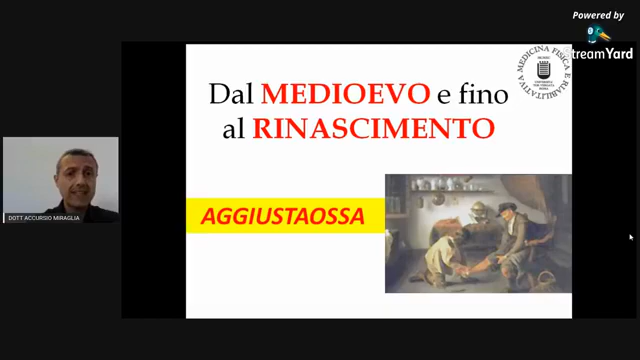 Powered by
StreamYard
MEDICINA FISICA E RIABILITATIVA
Dal MEDIOEVO e fino
al RINASCIMENTO
AGGIUSTAOSSA
DOTT ACCURSIO MIRAGLIA